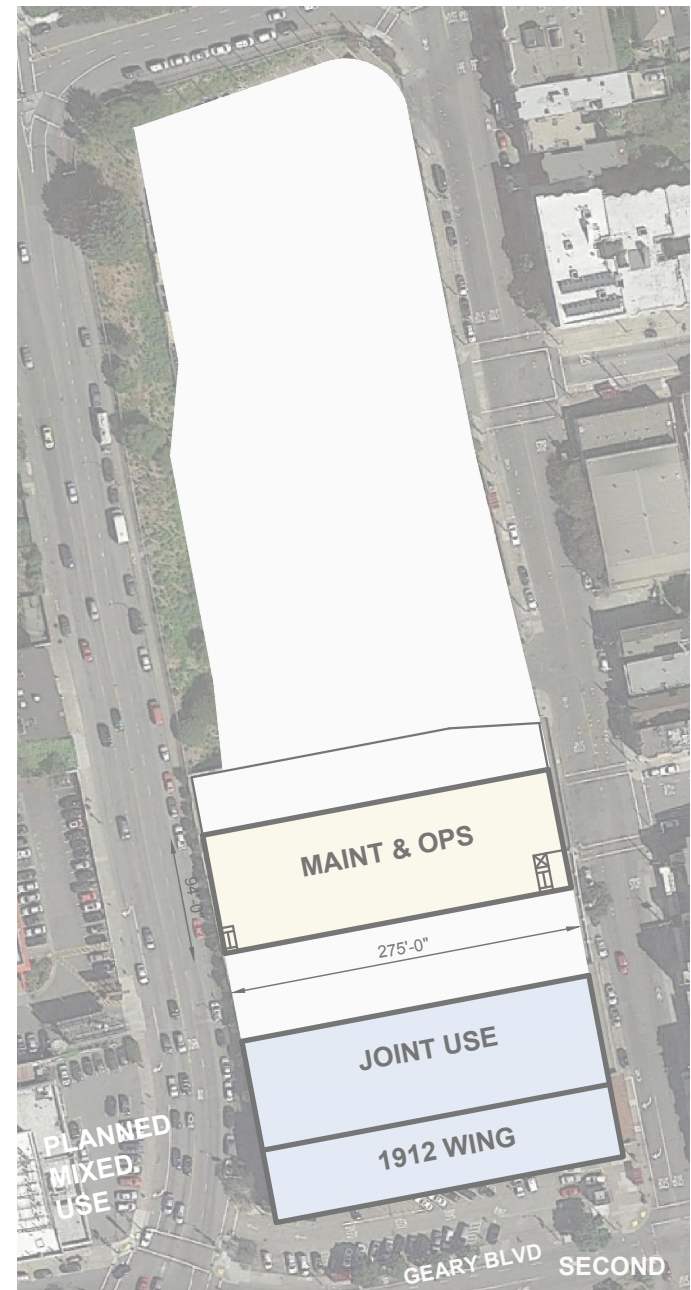 MAINT & OPS
94'-0"
275'-0"
JOINT USE
1912 WING
PLANNED
MIXED
USE
GEARY BLVD
SECOND